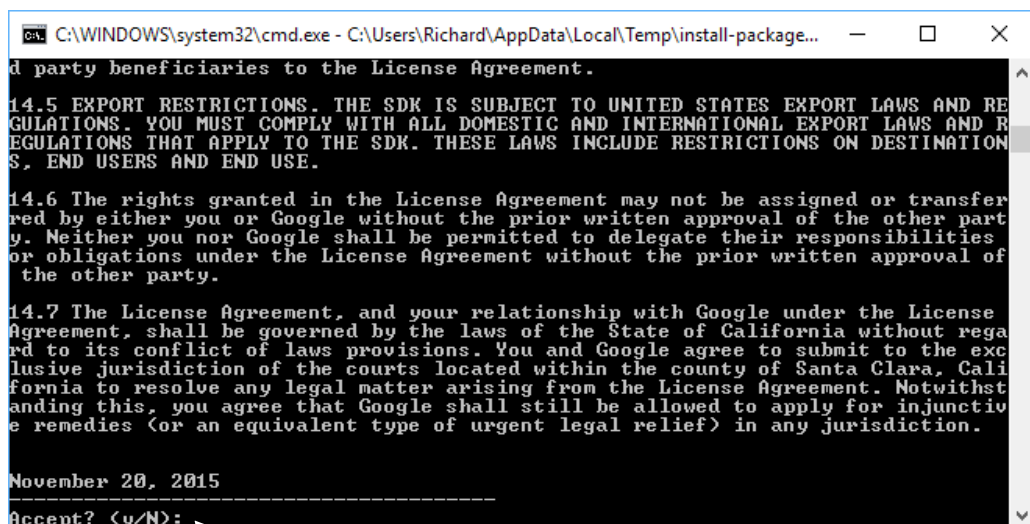 C:\WINDOWS\system32\cmd.exe - C:\Users\Richard\AppData\Local\Temp\install-package...
d party beneficiaries to the License Agreement.
14.5 EXPORT RESTRICTIONS. THE SDK IS SUBJECT TO UNITED STATES EXPORT LAWS AND RE
GULATIONS. YOU MUST COMPLY WITH ALL DOMESTIC AND INTERNATIONAL EXPORT LAWS AND R
EGULATIONS THAT APPLY TO THE SDK. THESE LAWS INCLUDE RESTRICTIONS ON DESTINATION
S, END USERS AND END USE.
14.6 The rights granted in the License Agreement may not be assigned or transfer
red by either you or Google without the prior written approval of the other part
y. Neither you nor Google shall be permitted to delegate their responsibilities
or obligations under the License Agreement without the prior written approval of
the other party.
14.7 The License Agreement, and your relationship with Google under the License
Agreement, shall be governed by the laws of the State of California without rega
rd to its conflict of laws provisions. You and Google agree to submit to the exc
lusive jurisdiction of the courts located within the county of Santa Clara, Cali
fornia to resolve any legal matter arising from the License Agreement. Notwithst
anding this, you agree that Google shall still be allowed to apply for injunctiv
e remedies (or an equivalent type of urgent legal relief) in any jurisdiction.
November 20, 2015
---------------------------------------
Accept? (y/N):